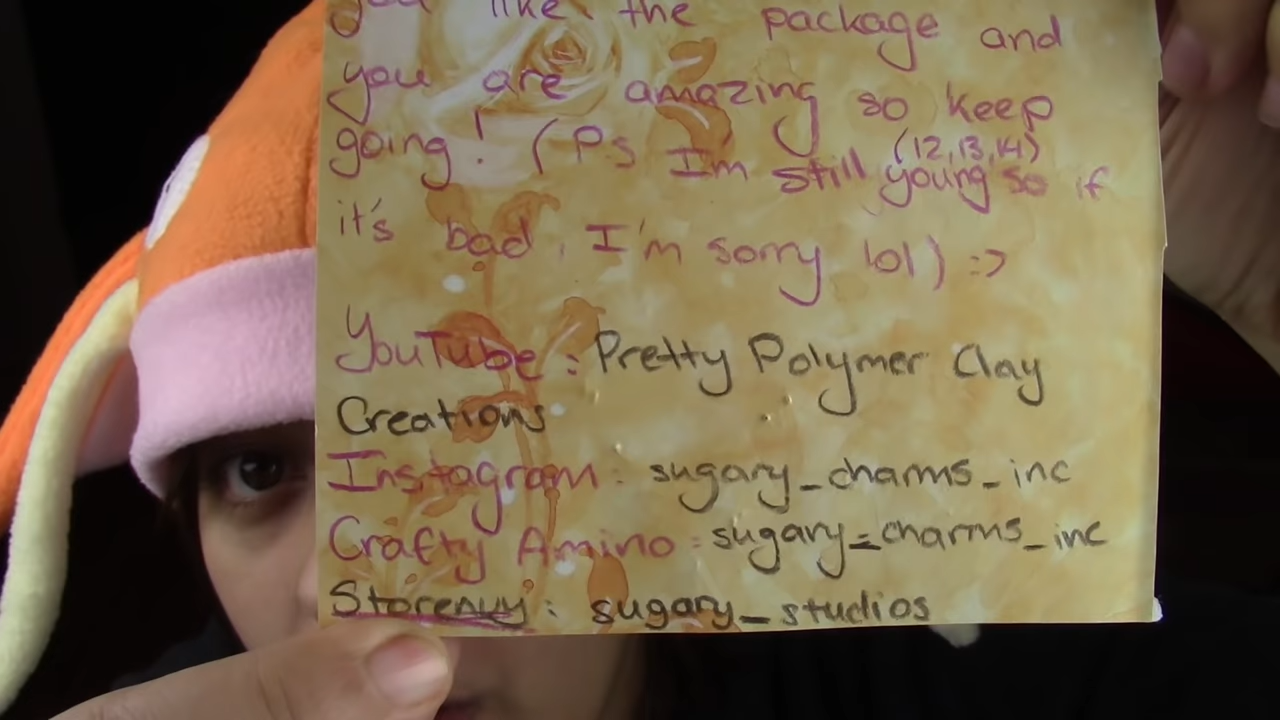 you like the package and
you are amazing so keep
going! (Ps I'm still young so if
(12,13,14)
it's bad, I'm sorry lol) :>
YouTube: Pretty Polymer Clay
Creations
Instagram: sugary_charms_inc
Crafty Amino: sugary_charms_inc
Storenvy: sugary_studios